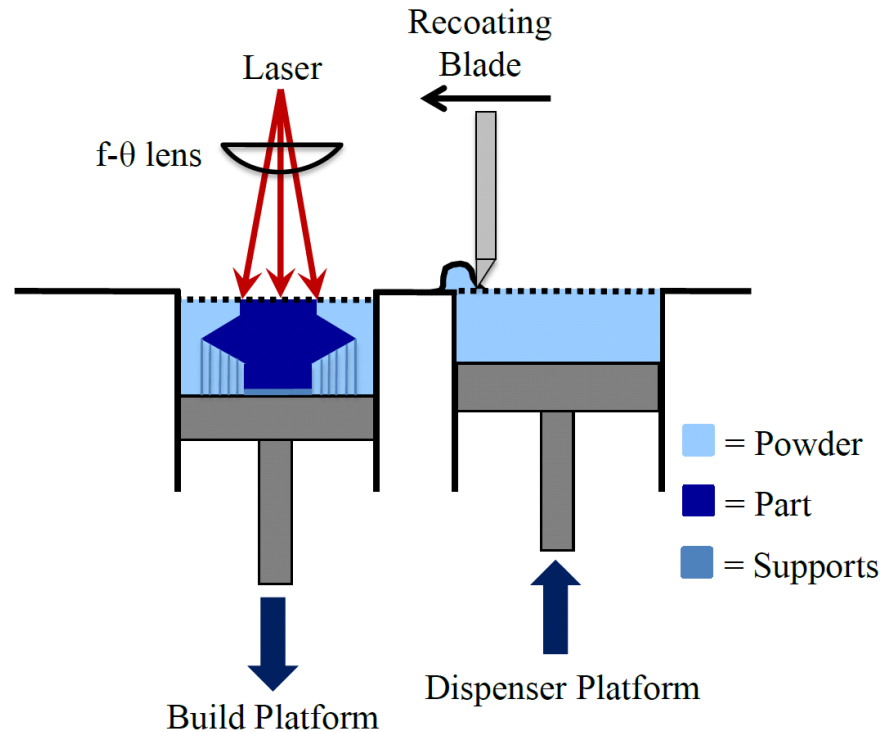 Recoating
Blade
Laser
f-θ lens
= Powder
= Part
= Supports
Dispenser Platform
Build Platform